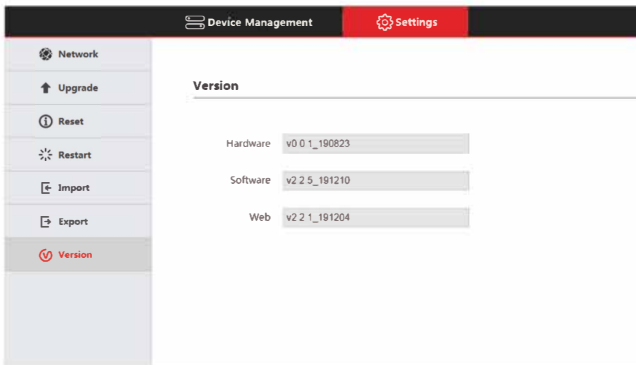 Device Management
Settings
Network
Upgrade
Reset
Restart
Import
Export
Version
Version
Hardware v0 0 1_190823
Software v2 2 5_191210
Web v2 2 1_191204